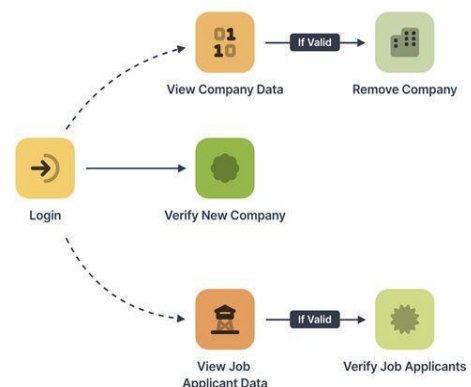 01
10
If Valid
View Company Data
Remove Company
Login
Verify New Company
If Valid
View Job
Applicant Data
Verify Job Applicants